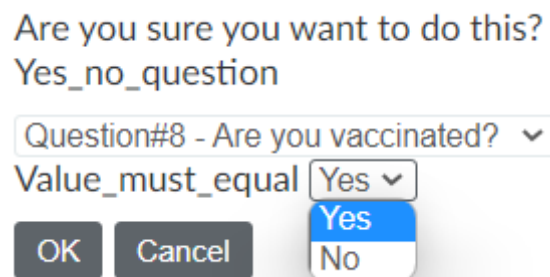 Are you sure you want to do this?
Yes_no_question
Question#8 - Are you vaccinated?
Value_must_equal Yes
Yes
No
OK Cancel